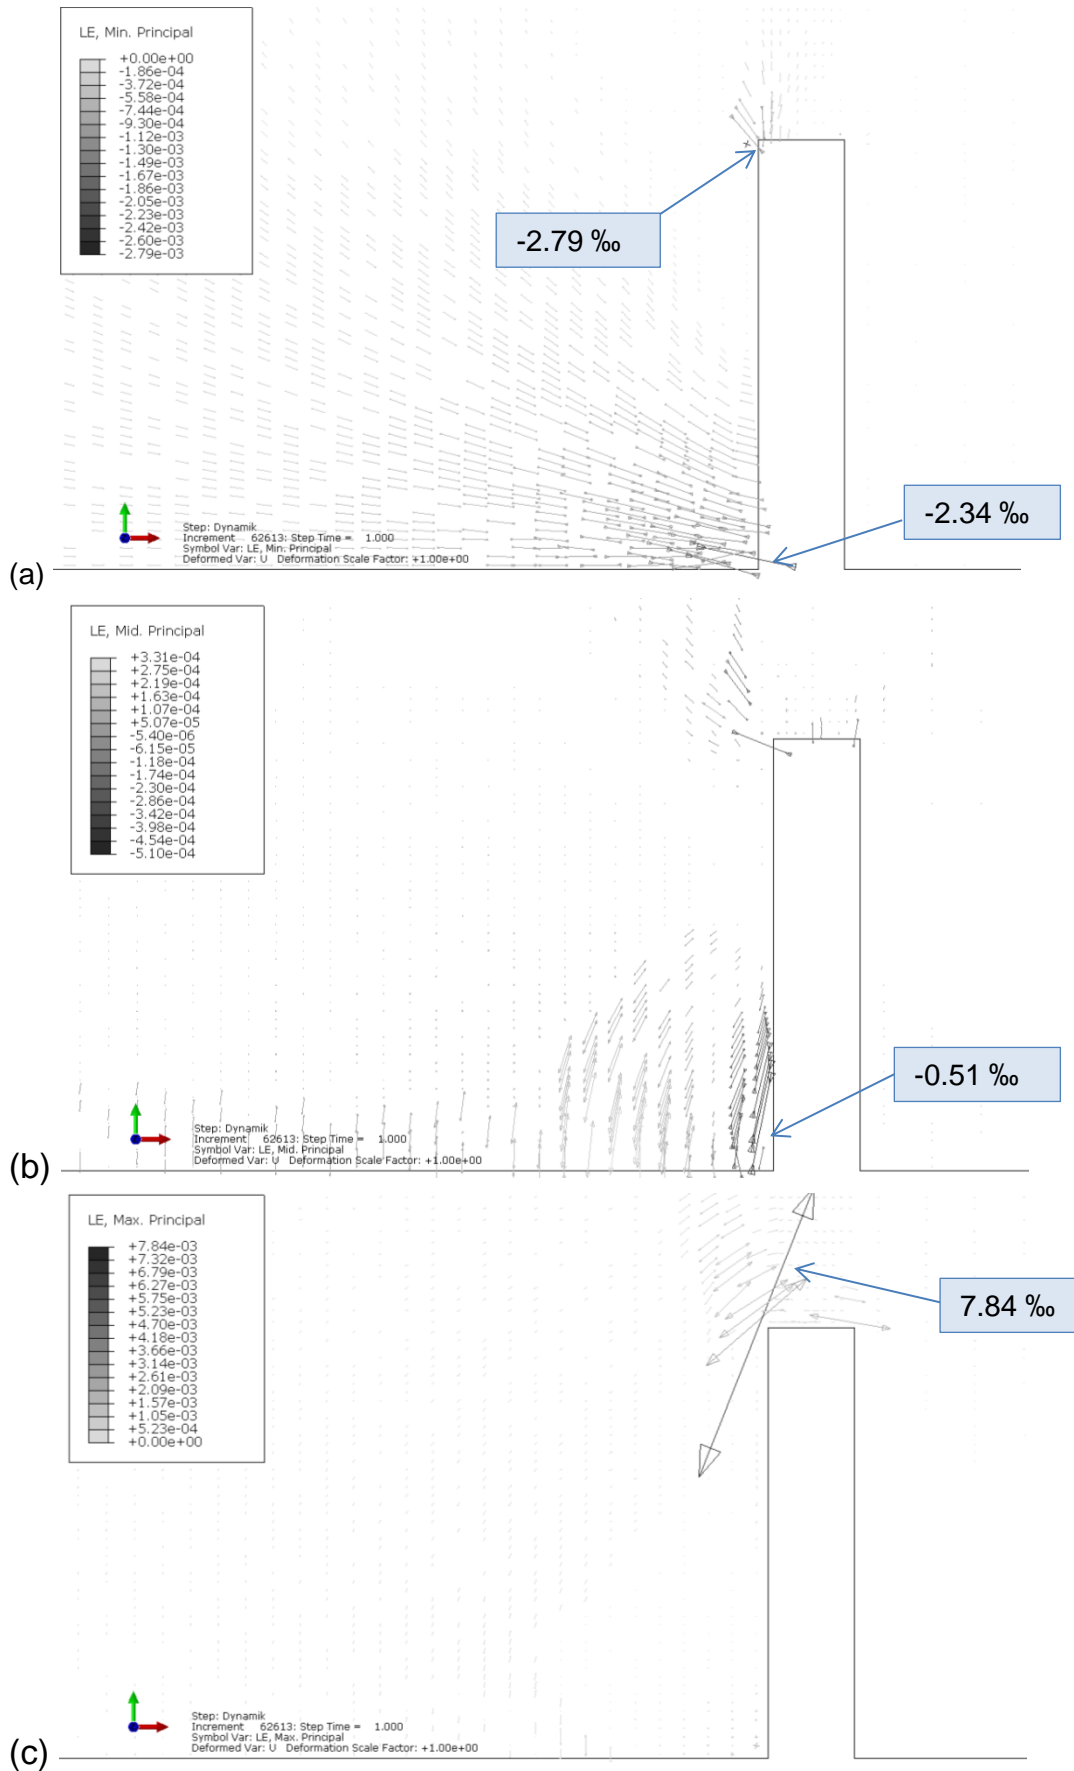 LE, Min. Principal
+0.00e+00
-1.86e-04
-3.72e-04
-5.58e-04
-7.44e-04
-9.30e-04
-1.12e-03
-1.30e-03
-1.49e-03
-1.67e-03
-1.86e-03
-2.05e-03
-2.23e-03
-2.42e-03
-2.60e-03
-2.79e-03
-2.79 ‰
-2.34 ‰
Step: Dynamik
Increment 62613: Step Time = 1.000
Symbol Var: LE, Min. Principal
Deformed Var: U Deformation Scale Factor: +1.00e+00
(a)
LE, Mid. Principal
+3.31e-04
+2.75e-04
+2.19e-04
+1.63e-04
+1.07e-04
+5.07e-05
-5.40e-06
-6.15e-05
-1.18e-04
-1.74e-04
-2.30e-04
-2.86e-04
-3.42e-04
-3.98e-04
-4.54e-04
-5.10e-04
-0.51 ‰
Step: Dynamik
Increment 62613: Step Time = 1.000
Symbol Var: LE, Mid. Principal
Deformed Var: U Deformation Scale Factor: +1.00e+00
(b)
LE, Max. Principal
+7.84e-03
+7.32e-03
+6.79e-03
+6.27e-03
+5.75e-03
+5.23e-03
+4.70e-03
+4.18e-03
+3.66e-03
+3.14e-03
+2.61e-03
+2.09e-03
+1.57e-03
+1.05e-03
+5.23e-04
+0.00e+00
7.84 ‰
Step: Dynamik
Increment 62613: Step Time = 1.000
Symbol Var: LE, Max. Principal
Deformed Var: U Deformation Scale Factor: +1.00e+00
(c)